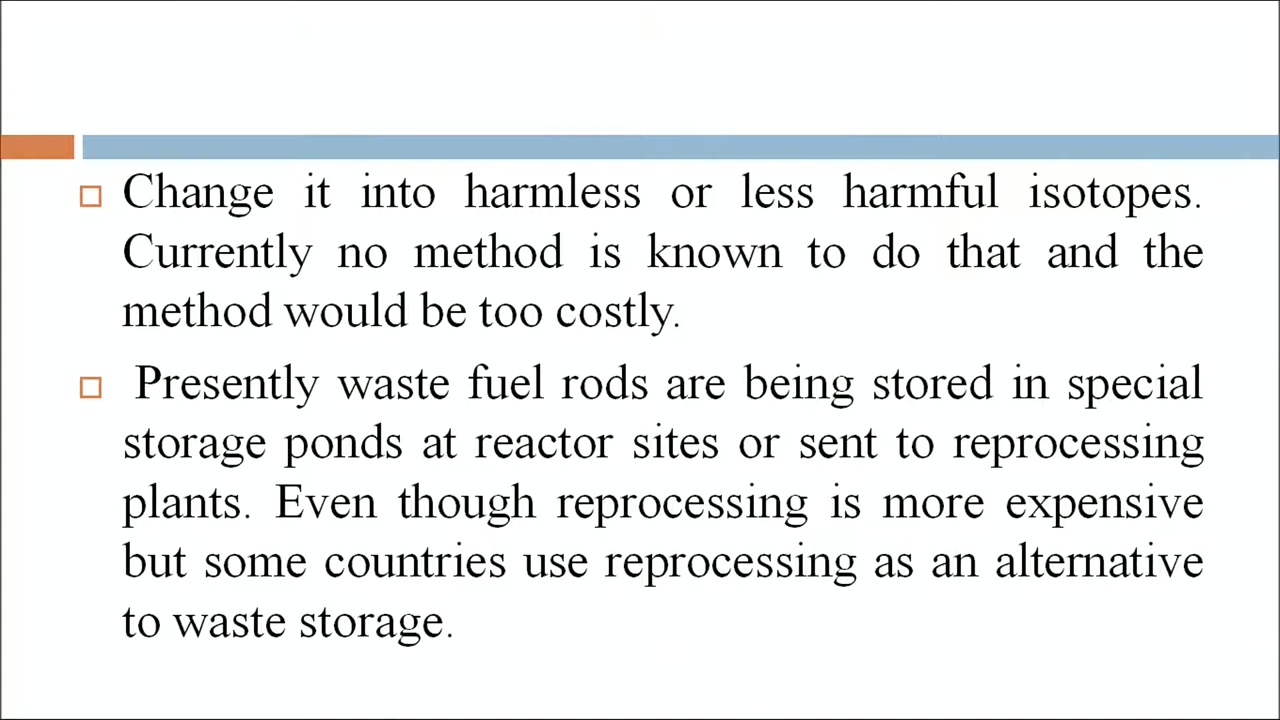 Change it into harmless or less harmful isotopes.
Currently no method is known to do that and the
method would be too costly.
Presently waste fuel rods are being stored in special
storage ponds at reactor sites or sent to reprocessing
plants. Even though reprocessing is more expensive
but some countries use reprocessing as an alternative
to waste storage.